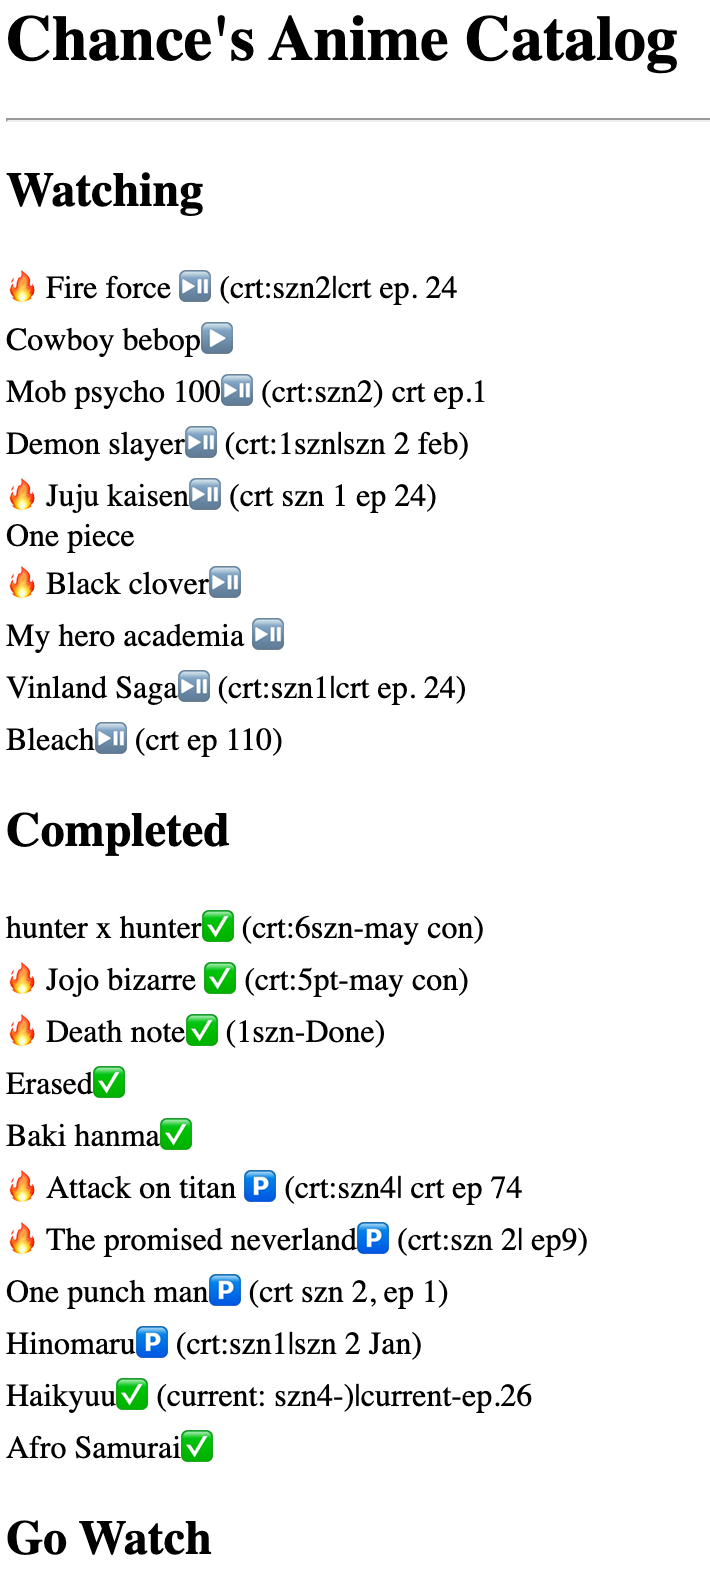 Chance's Anime Catalog
Watching
🔥 Fire force ⏯️ (crt:szn2|crt ep. 24
Cowboy bebop▶️
Mob psycho 100⏯️ (crt:szn2) crt ep.1
Demon slayer⏯️ (crt:1szn|szn 2 feb)
🔥 Juju kaisen⏯️ (crt szn 1 ep 24)
One piece
🔥 Black clover⏯️
My hero academia ⏯️
Vinland Saga⏯️ (crt:szn1|crt ep. 24)
Bleach⏯️ (crt ep 110)
Completed
hunter x hunter✅ (crt:6szn-may con)
🔥 Jojo bizarre ✅ (crt:5pt-may con)
🔥 Death note✅ (1szn-Done)
Erased✅
Baki hanma✅
🔥 Attack on titan 🅿️ (crt:szn4| crt ep 74
🔥 The promised neverland🅿️ (crt:szn 2| ep9)
One punch man🅿️ (crt szn 2, ep 1)
Hinomaru🅿️ (crt:szn1|szn 2 Jan)
Haikyuu✅ (current: szn4-)|current-ep.26
Afro Samurai✅
Go Watch